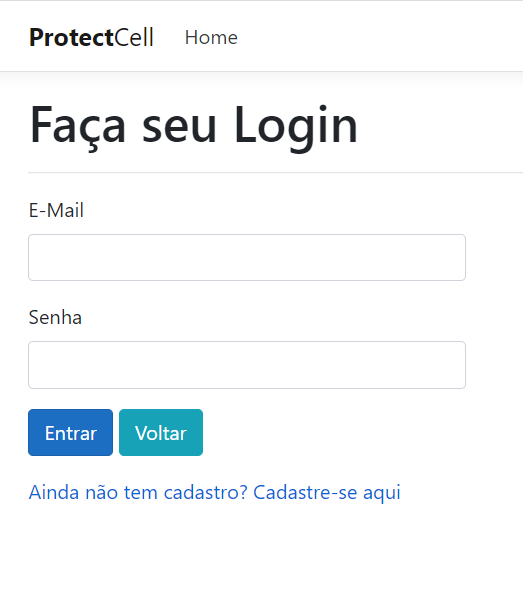 ProtectCell Home
Faça seu Login
E-Mail
Senha
Entrar Voltar
Ainda não tem cadastro? Cadastre-se aqui